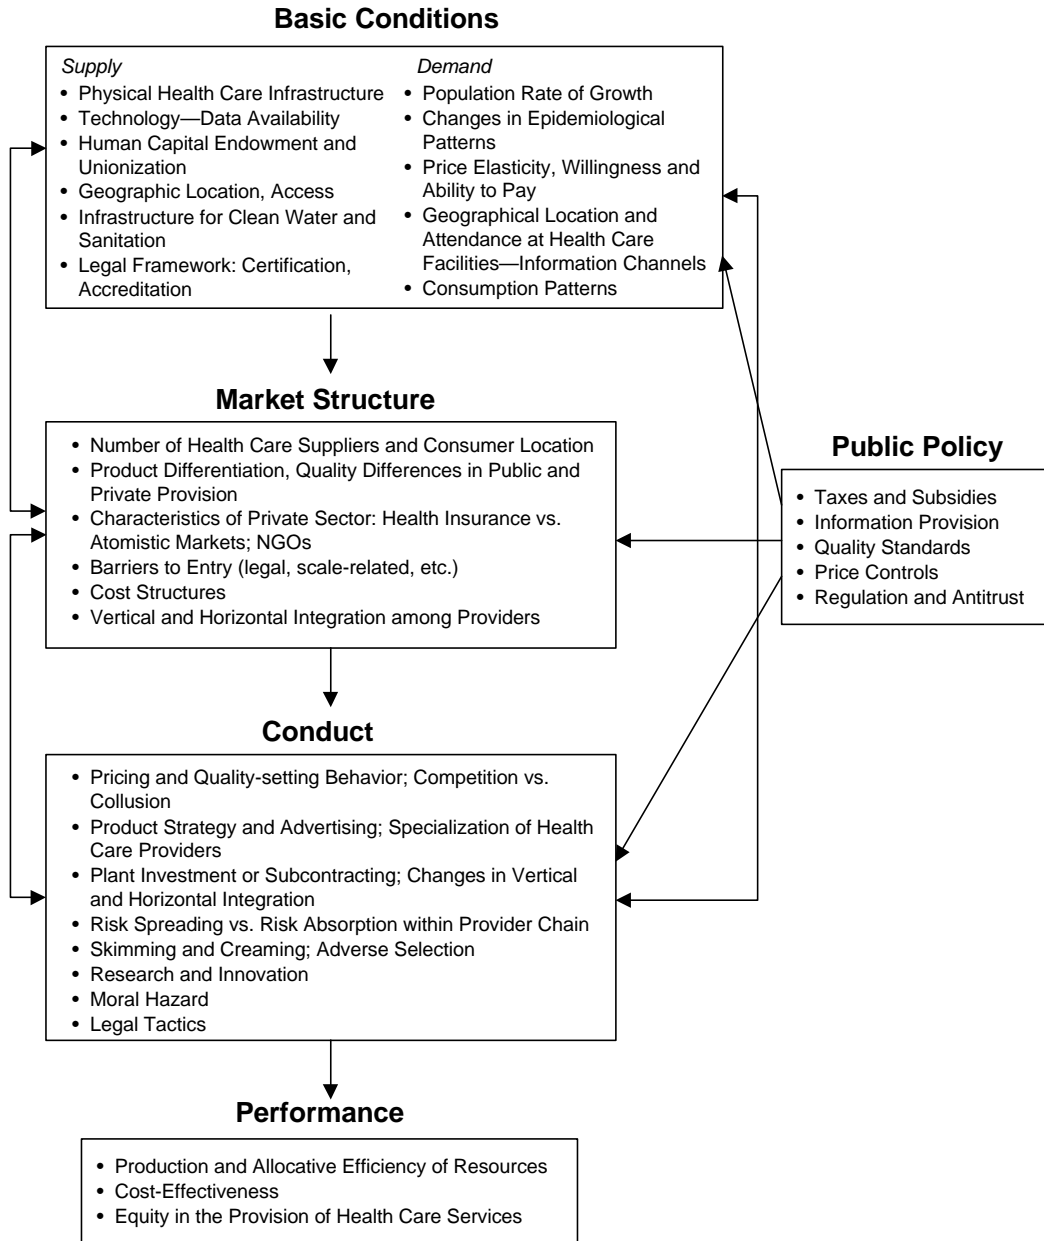 Basic Conditions
Supply
• Physical Health Care Infrastructure
• Technology—Data Availability
• Human Capital Endowment and
Unionization
• Geographic Location, Access
• Infrastructure for Clean Water and
Sanitation
• Legal Framework: Certification,
Accreditation
Demand
• Population Rate of Growth
• Changes in Epidemiological
Patterns
• Price Elasticity, Willingness and
Ability to Pay
• Geographical Location and
Attendance at Health Care
Facilities—Information Channels
• Consumption Patterns
Market Structure
• Number of Health Care Suppliers and Consumer Location
• Product Differentiation, Quality Differences in Public and
Private Provision
• Characteristics of Private Sector: Health Insurance vs.
Atomistic Markets; NGOs
• Barriers to Entry (legal, scale-related, etc.)
• Cost Structures
• Vertical and Horizontal Integration among Providers
Public Policy
• Taxes and Subsidies
• Information Provision
• Quality Standards
• Price Controls
• Regulation and Antitrust
Conduct
• Pricing and Quality-setting Behavior; Competition vs.
Collusion
• Product Strategy and Advertising; Specialization of Health
Care Providers
• Plant Investment or Subcontracting; Changes in Vertical
and Horizontal Integration
• Risk Spreading vs. Risk Absorption within Provider Chain
• Skimming and Creaming; Adverse Selection
• Research and Innovation
• Moral Hazard
• Legal Tactics
Performance
• Production and Allocative Efficiency of Resources
• Cost-Effectiveness
• Equity in the Provision of Health Care Services